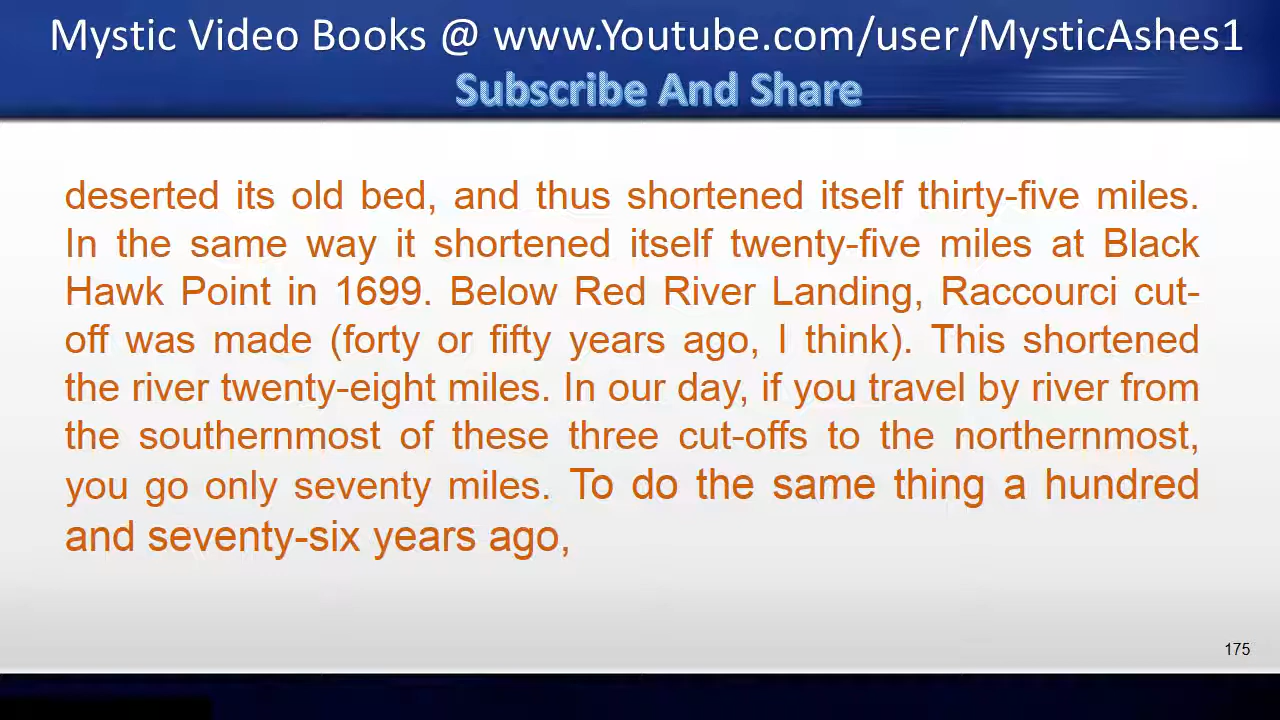 Mystic Video Books @ www.Youtube.com/user/MysticAshes1
Subscribe And Share
deserted its old bed, and thus shortened itself thirty-five miles.
In the same way it shortened itself twenty-five miles at Black
Hawk Point in 1699. Below Red River Landing, Raccourci cut-
off was made (forty or fifty years ago, I think). This shortened
the river twenty-eight miles. In our day, if you travel by river from
the southernmost of these three cut-offs to the northernmost,
you go only seventy miles. To do the same thing a hundred
and seventy-six years ago,
175